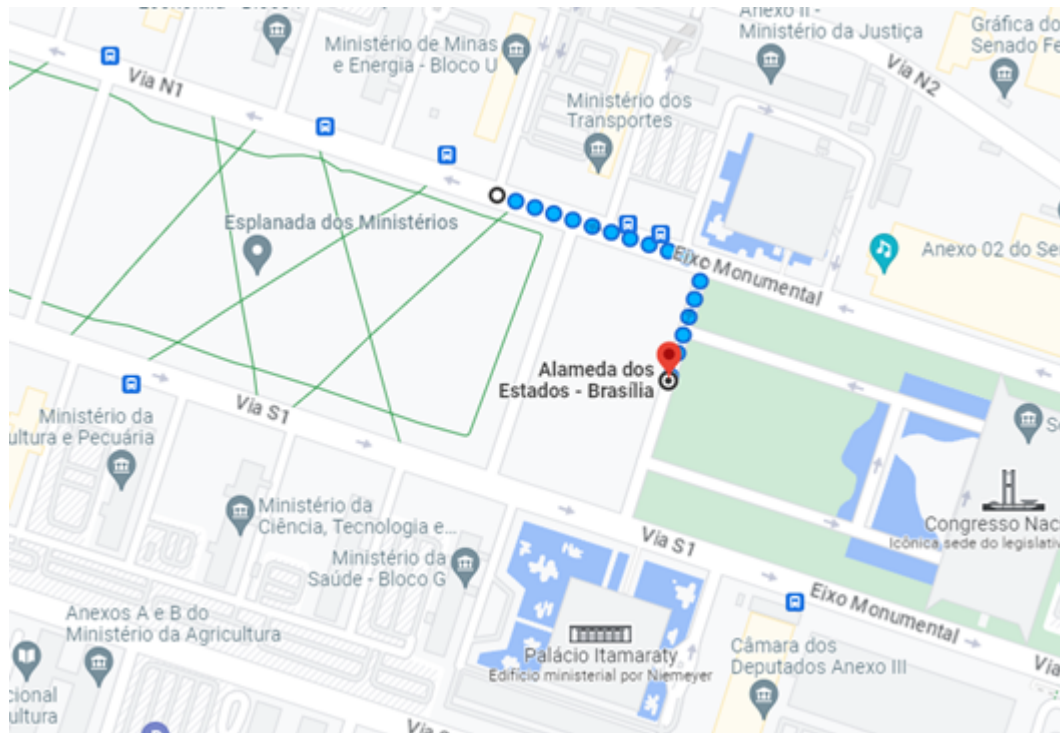 Economia - Bloco
Anexo II -
Ministério da Justiça
Gráfica do
Senado Fe
Ministério de Minas
e Energia - Bloco U
Via N1
Via N2
Ministério dos
Transportes
Esplanada dos Ministérios
Eixo Monumental
Anexo 02 do Se
Alameda dos
Estados - Brasília
Via S1
Ministério da
ultura e Pecuária
Ministério da
Ciência, Tecnologia e...
Ministério da
Saúde - Bloco G
Via S1
Congresso Nac
Icônica sede do legislativ
Eixo Monumental
Anexos A e B do
Ministério da Agricultura
Palácio Itamaraty
Edifício ministerial por Niemeyer
Câmara dos
Deputados Anexo III
Via
cional
ultura
Via S